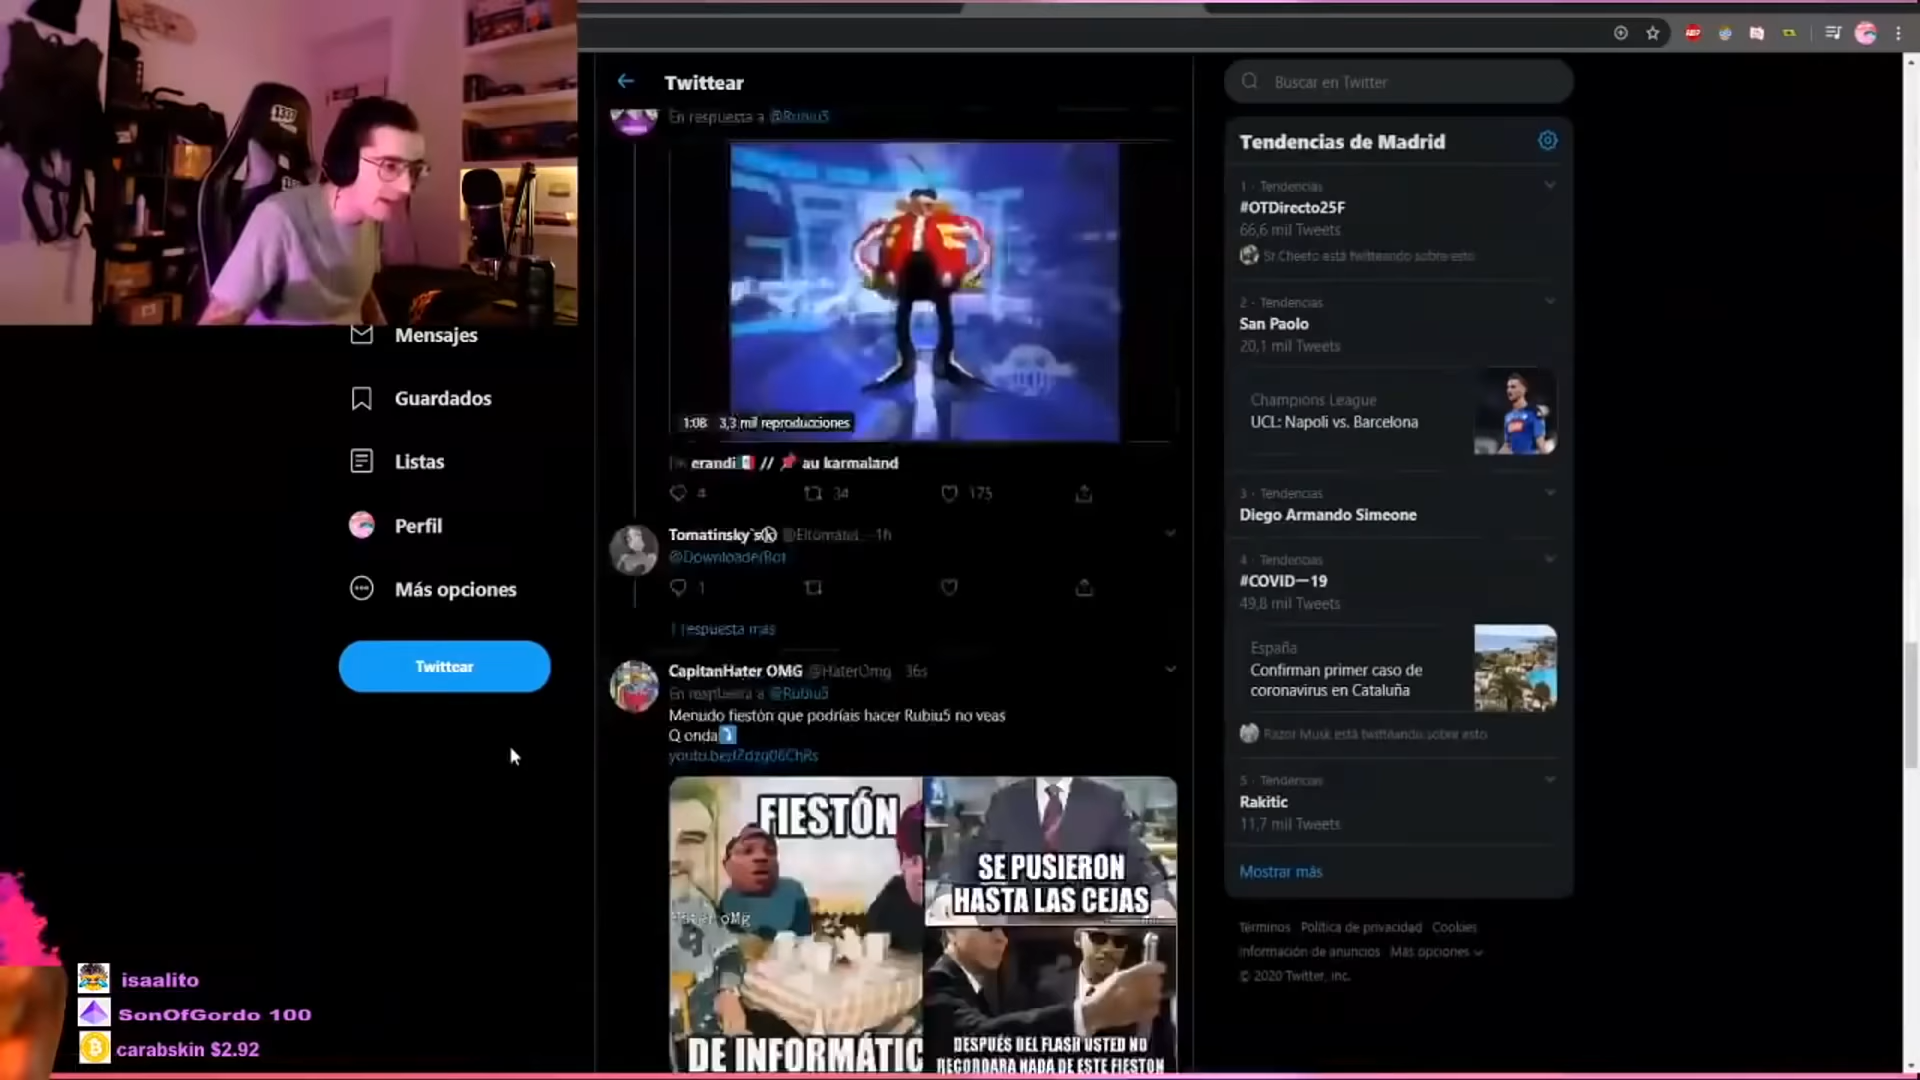 Twittear
En respuesta a @Rubiu5
1:08 3,3 mil reproducciones
erandi // au karmaland
4 34 175
Tomatinsky's 1h
@DownloaderBot
1
1 respuesta más
CapitanHater OMG @HaterOmg 36s
En respuesta a @Rubiu5
Menudo fiestón que podríais hacer Rubiu5 no veas
Q onda
FIESTÓN
Hater oMg
DE INFORMÁTIC
SE PUSIERON
HASTA LAS CEJAS
DESPUÉS DEL FLASH USTED NO
RECORDARA NADA DE ESTE FIESTON
Mensajes
Guardados
Listas
Perfil
Más opciones
Twittear
isaalito
SonOfGordo 100
carabskin $2.92
Buscar en Twitter
Tendencias de Madrid
1 · Tendencias
#OTDirecto25F
66,6 mil Tweets
Sr.Cheeto está twitteando sobre esto
2 · Tendencias
San Paolo
20,1 mil Tweets
Champions League
UCL: Napoli vs. Barcelona
3 · Tendencias
Diego Armando Simeone
4 · Tendencias
#COVID—19
49,8 mil Tweets
España
Confirman primer caso de
coronavirus en Cataluña
Razor Musk está twitteando sobre esto
5 · Tendencias
Rakitic
11,7 mil Tweets
Mostrar más
Términos Política de privacidad Cookies
Información de anuncios Más opciones
© 2020 Twitter, Inc.